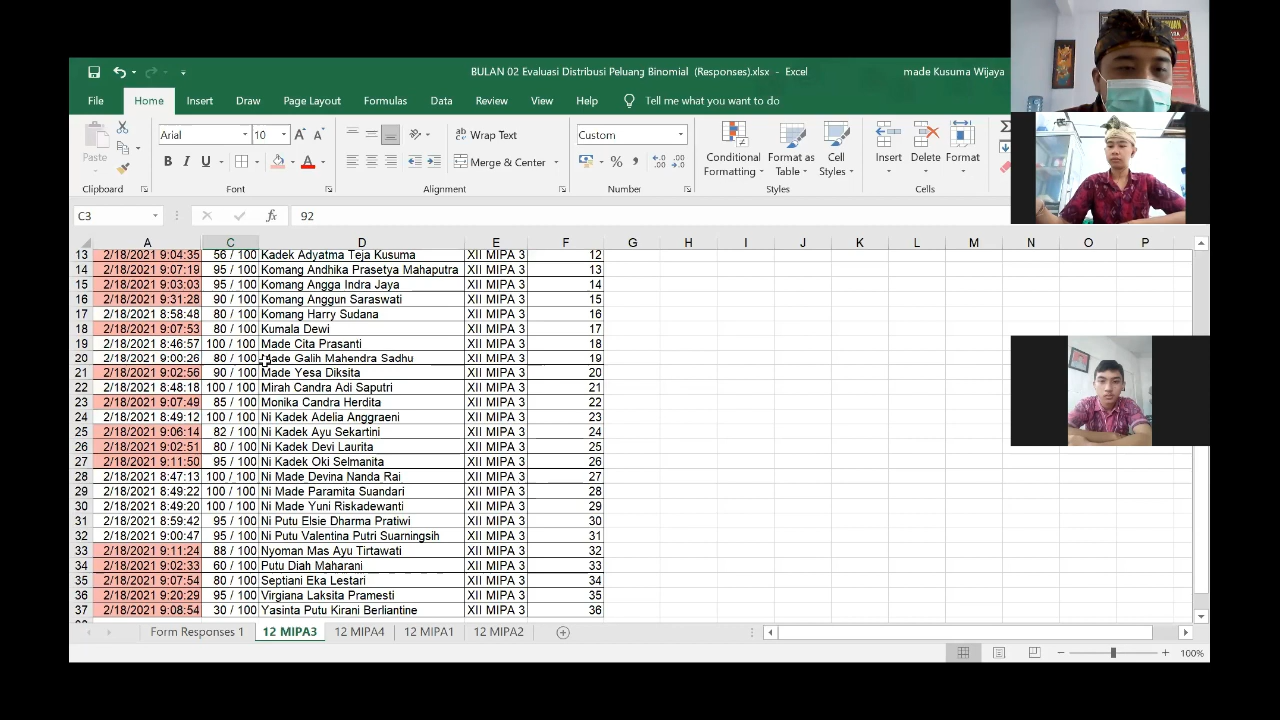 BULAN 02 Evaluasi Distribusi Peluang Binomial (Responses).xlsx - Excel
made Kusuma Wijaya
File Home Insert Draw Page Layout Formulas Data Review View Help Tell me what you want to do
Arial 10 Wrap Text Custom
Paste B I U Merge & Center % Conditional Formatting Format as Table Cell Styles Insert Delete Format
Clipboard Font Alignment Number Styles Cells
C3 fx 92
A C D E F G H I J K L M N O P
13 2/18/2021 9:04:35 56 / 100 Kadek Adyatma Teja Kusuma XII MIPA 3 12
14 2/18/2021 9:07:19 95 / 100 Komang Andhika Prasetya Mahaputra XII MIPA 3 13
15 2/18/2021 9:03:03 95 / 100 Komang Angga Indra Jaya XII MIPA 3 14
16 2/18/2021 9:31:28 90 / 100 Komang Anggun Saraswati XII MIPA 3 15
17 2/18/2021 8:58:48 80 / 100 Komang Harry Sudana XII MIPA 3 16
18 2/18/2021 9:07:53 80 / 100 Kumala Dewi XII MIPA 3 17
19 2/18/2021 8:46:57 100 / 100 Made Cita Prasanti XII MIPA 3 18
20 2/18/2021 9:00:26 80 / 100 Made Galih Mahendra Sadhu XII MIPA 3 19
21 2/18/2021 9:02:56 90 / 100 Made Yesa Diksita XII MIPA 3 20
22 2/18/2021 8:48:18 100 / 100 Mirah Candra Adi Saputri XII MIPA 3 21
23 2/18/2021 9:07:49 85 / 100 Monika Candra Herdita XII MIPA 3 22
24 2/18/2021 8:49:12 100 / 100 Ni Kadek Adelia Anggraeni XII MIPA 3 23
25 2/18/2021 9:06:14 82 / 100 Ni Kadek Ayu Sekartini XII MIPA 3 24
26 2/18/2021 9:02:51 80 / 100 Ni Kadek Devi Laurita XII MIPA 3 25
27 2/18/2021 9:11:50 95 / 100 Ni Kadek Oki Selmanita XII MIPA 3 26
28 2/18/2021 8:47:13 100 / 100 Ni Made Devina Nanda Rai XII MIPA 3 27
29 2/18/2021 8:49:22 100 / 100 Ni Made Paramita Suandari XII MIPA 3 28
30 2/18/2021 8:49:20 100 / 100 Ni Made Yuni Riskadewanti XII MIPA 3 29
31 2/18/2021 8:59:42 95 / 100 Ni Putu Elsie Dharma Pratiwi XII MIPA 3 30
32 2/18/2021 9:00:47 95 / 100 Ni Putu Valentina Putri Suarningsih XII MIPA 3 31
33 2/18/2021 9:11:24 88 / 100 Nyoman Mas Ayu Tirtawati XII MIPA 3 32
34 2/18/2021 9:02:33 60 / 100 Putu Diah Maharani XII MIPA 3 33
35 2/18/2021 9:07:54 80 / 100 Septiani Eka Lestari XII MIPA 3 34
36 2/18/2021 9:20:29 95 / 100 Virgiana Laksita Pramesti XII MIPA 3 35
37 2/18/2021 9:08:54 30 / 100 Yasinta Putu Kirani Berliantine XII MIPA 3 36
Form Responses 1 12 MIPA3 12 MIPA4 12 MIPA1 12 MIPA2
100%